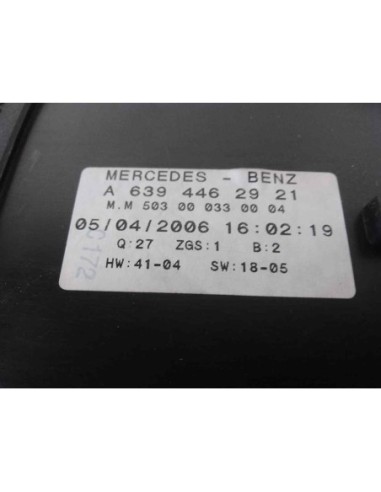 MERCEDES - BENZ
A 639 446 29 21
M.M 503 00 033 00 04
05/04/2006 16:02:19
Q:27 ZGS:1 B:2
HW:41-04 SW:18-05
C172